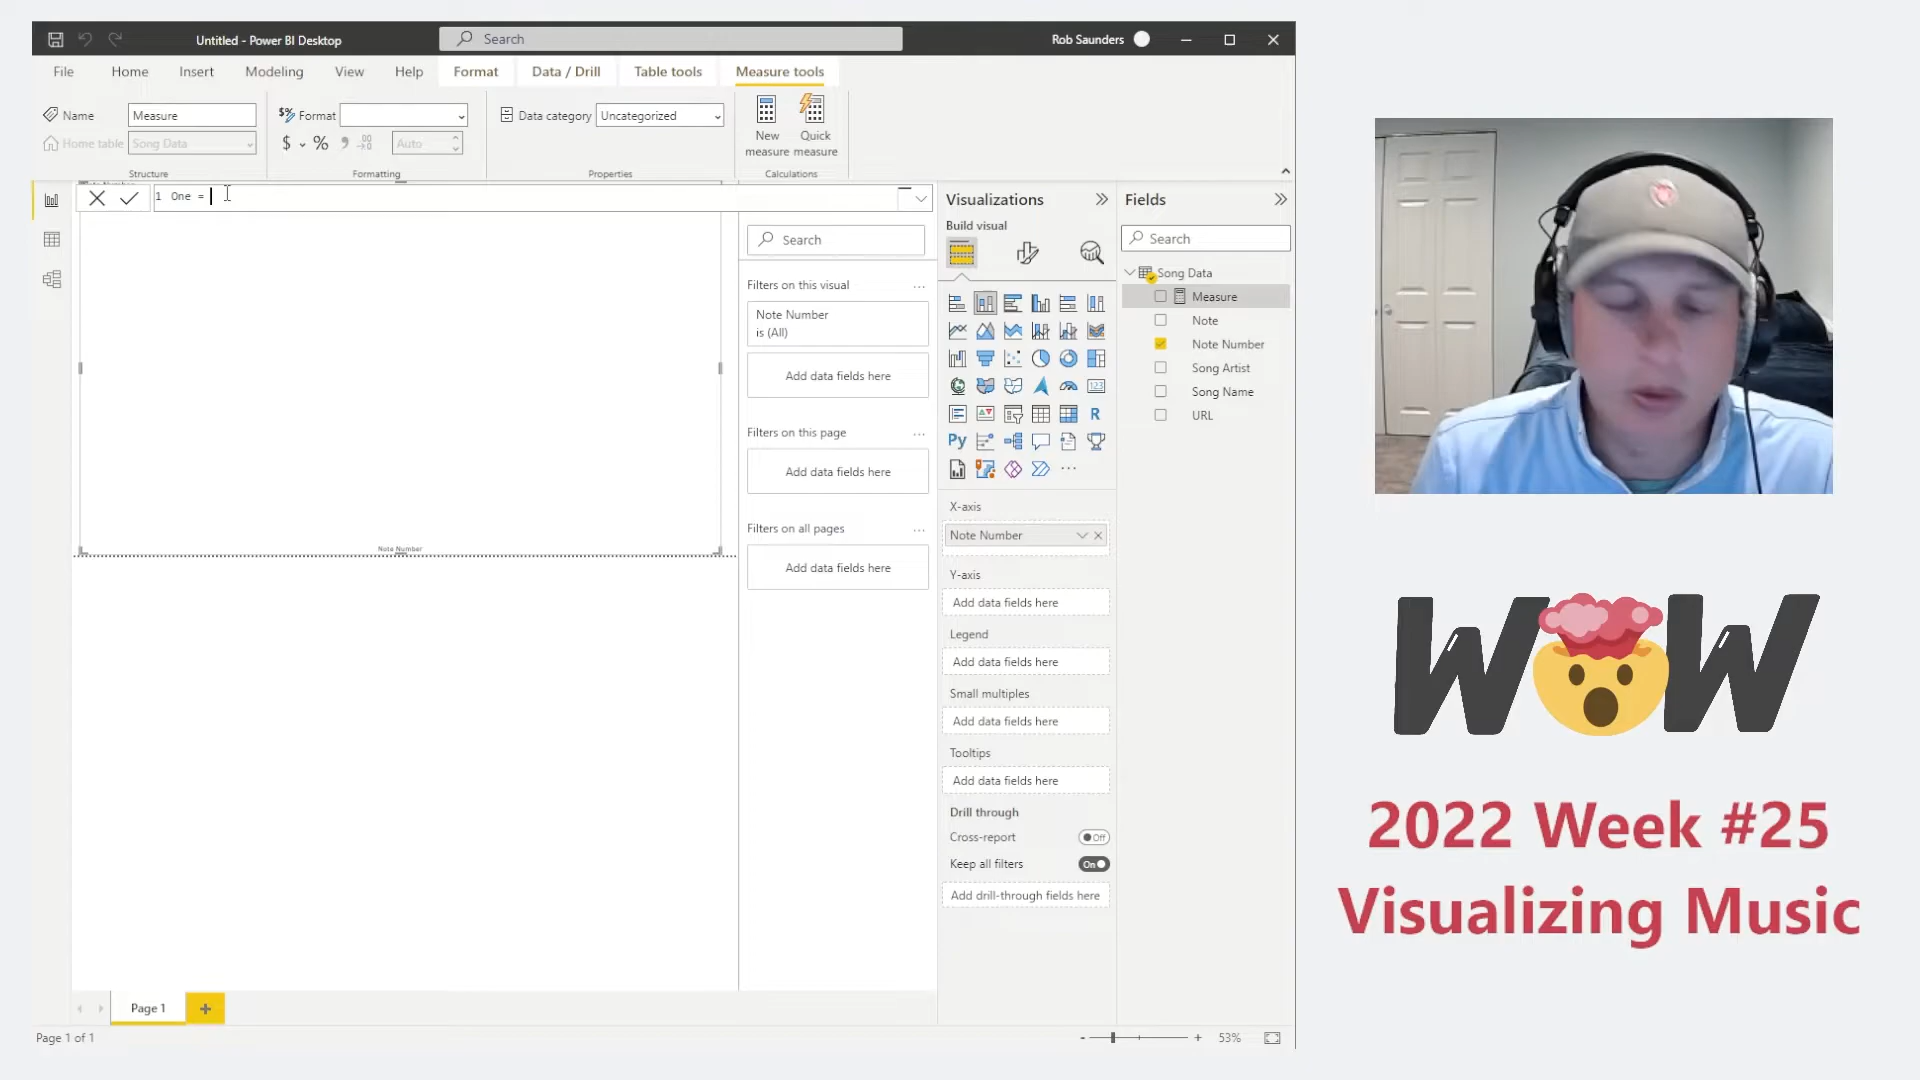 Untitled - Power BI Desktop
Search
Rob Saunders
File Home Insert Modeling View Help Format Data / Drill Table tools Measure tools
Name Measure
Home table Song Data
Structure
Format
$ % Auto
Formatting
Data category Uncategorized
Properties
New measure
Quick measure
Calculations
1 One =
Note Number
Search
Filters on this visual
Note Number
is (All)
Add data fields here
Filters on this page
Add data fields here
Filters on all pages
Add data fields here
Visualizations
Build visual
123
R
Py
X-axis
Note Number
Y-axis
Add data fields here
Legend
Add data fields here
Small multiples
Add data fields here
Tooltips
Add data fields here
Drill through
Cross-report Off
Keep all filters On
Add drill-through fields here
Fields
Search
Song Data
Measure
Note
Note Number
Song Artist
Song Name
URL
Page 1
Page 1 of 1
- + 53%
WOW
2022 Week #25
Visualizing Music